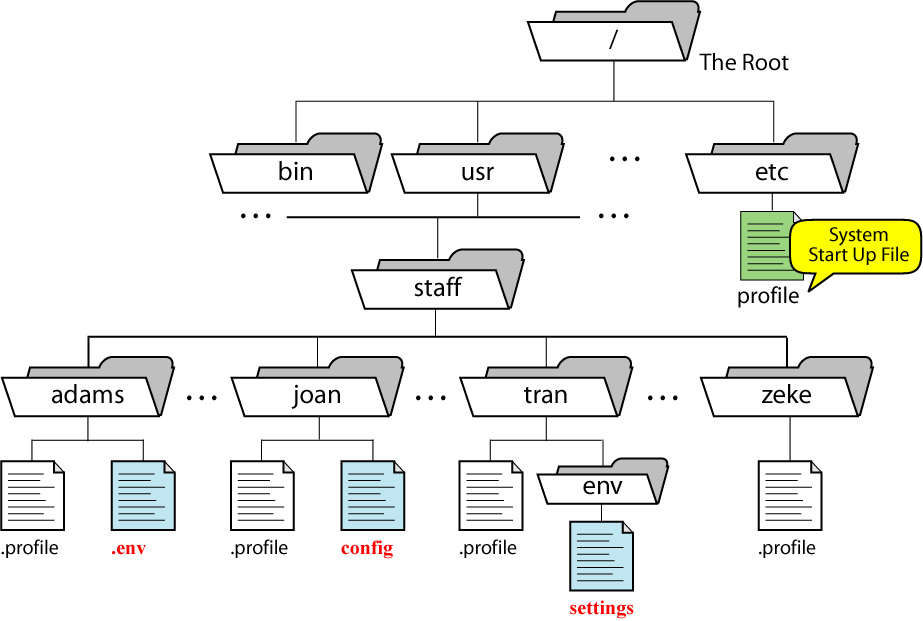 /
The Root
bin
usr
...
etc
...
...
System
Start Up File
staff
profile
adams
...
joan
...
tran
...
zeke
env
.profile
.env
.profile
config
.profile
.profile
settings